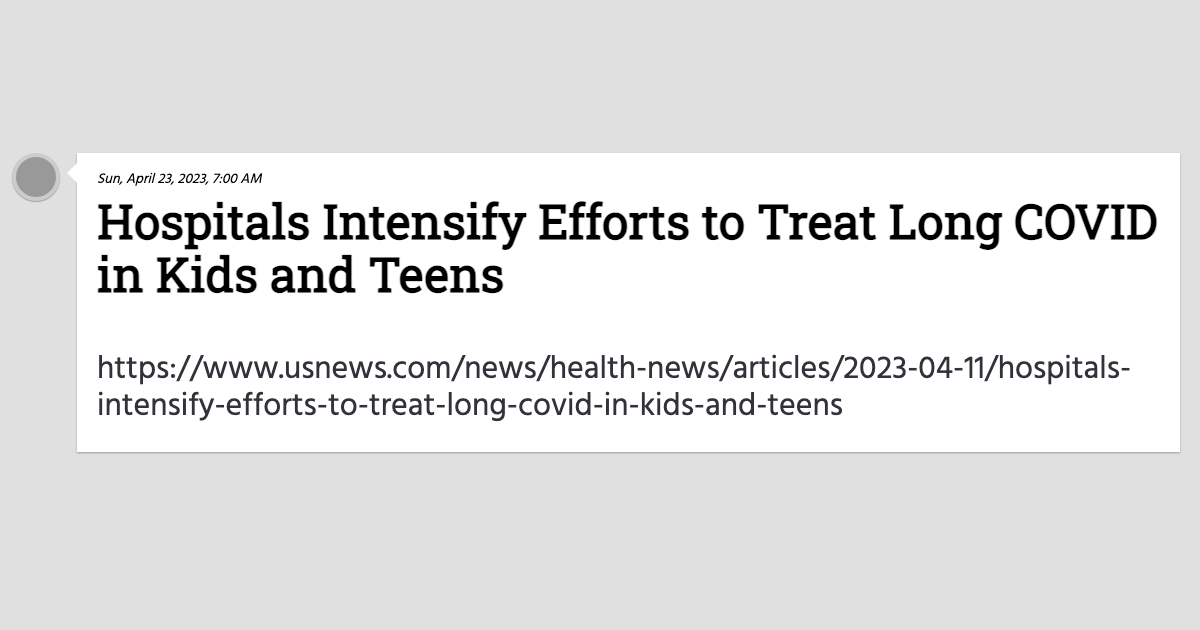 Sun, April 23, 2023, 7:00 AM
Hospitals Intensify Efforts to Treat Long COVID
in Kids and Teens
https://www.usnews.com/news/health-news/articles/2023-04-11/hospitals-
intensify-efforts-to-treat-long-covid-in-kids-and-teens